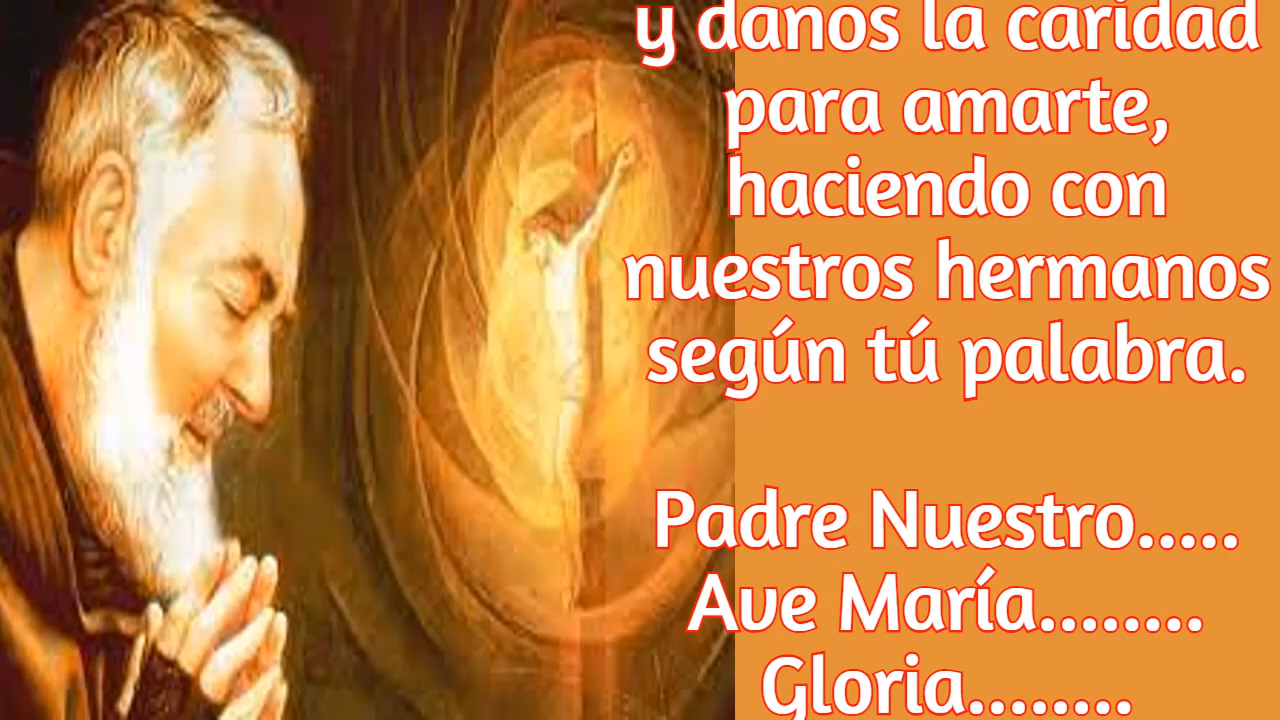 y danos la caridad
para amarte,
haciendo con
nuestros hermanos
según tú palabra.
Padre Nuestro.....
Ave María........
Gloria........